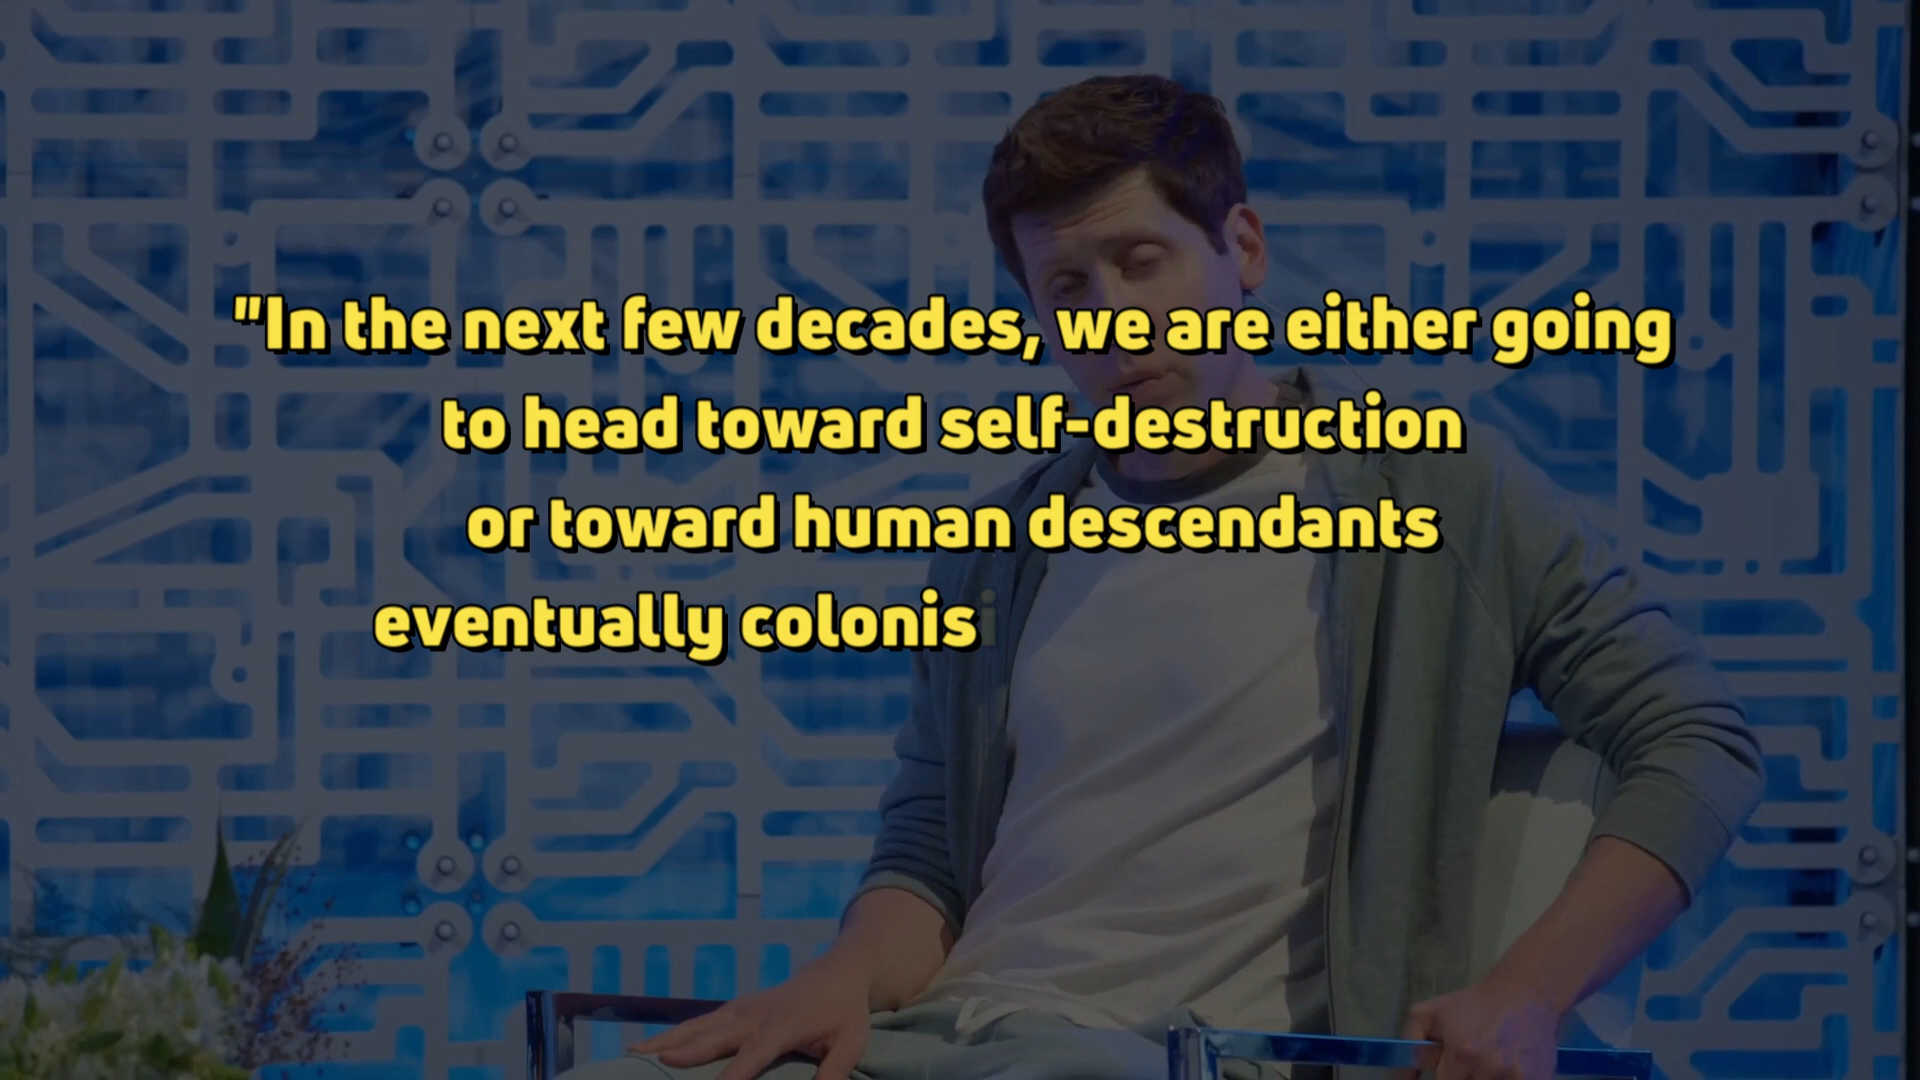 "In the next few decades, we are either going
to head toward self-destruction
or toward human descendants
eventually colonisi